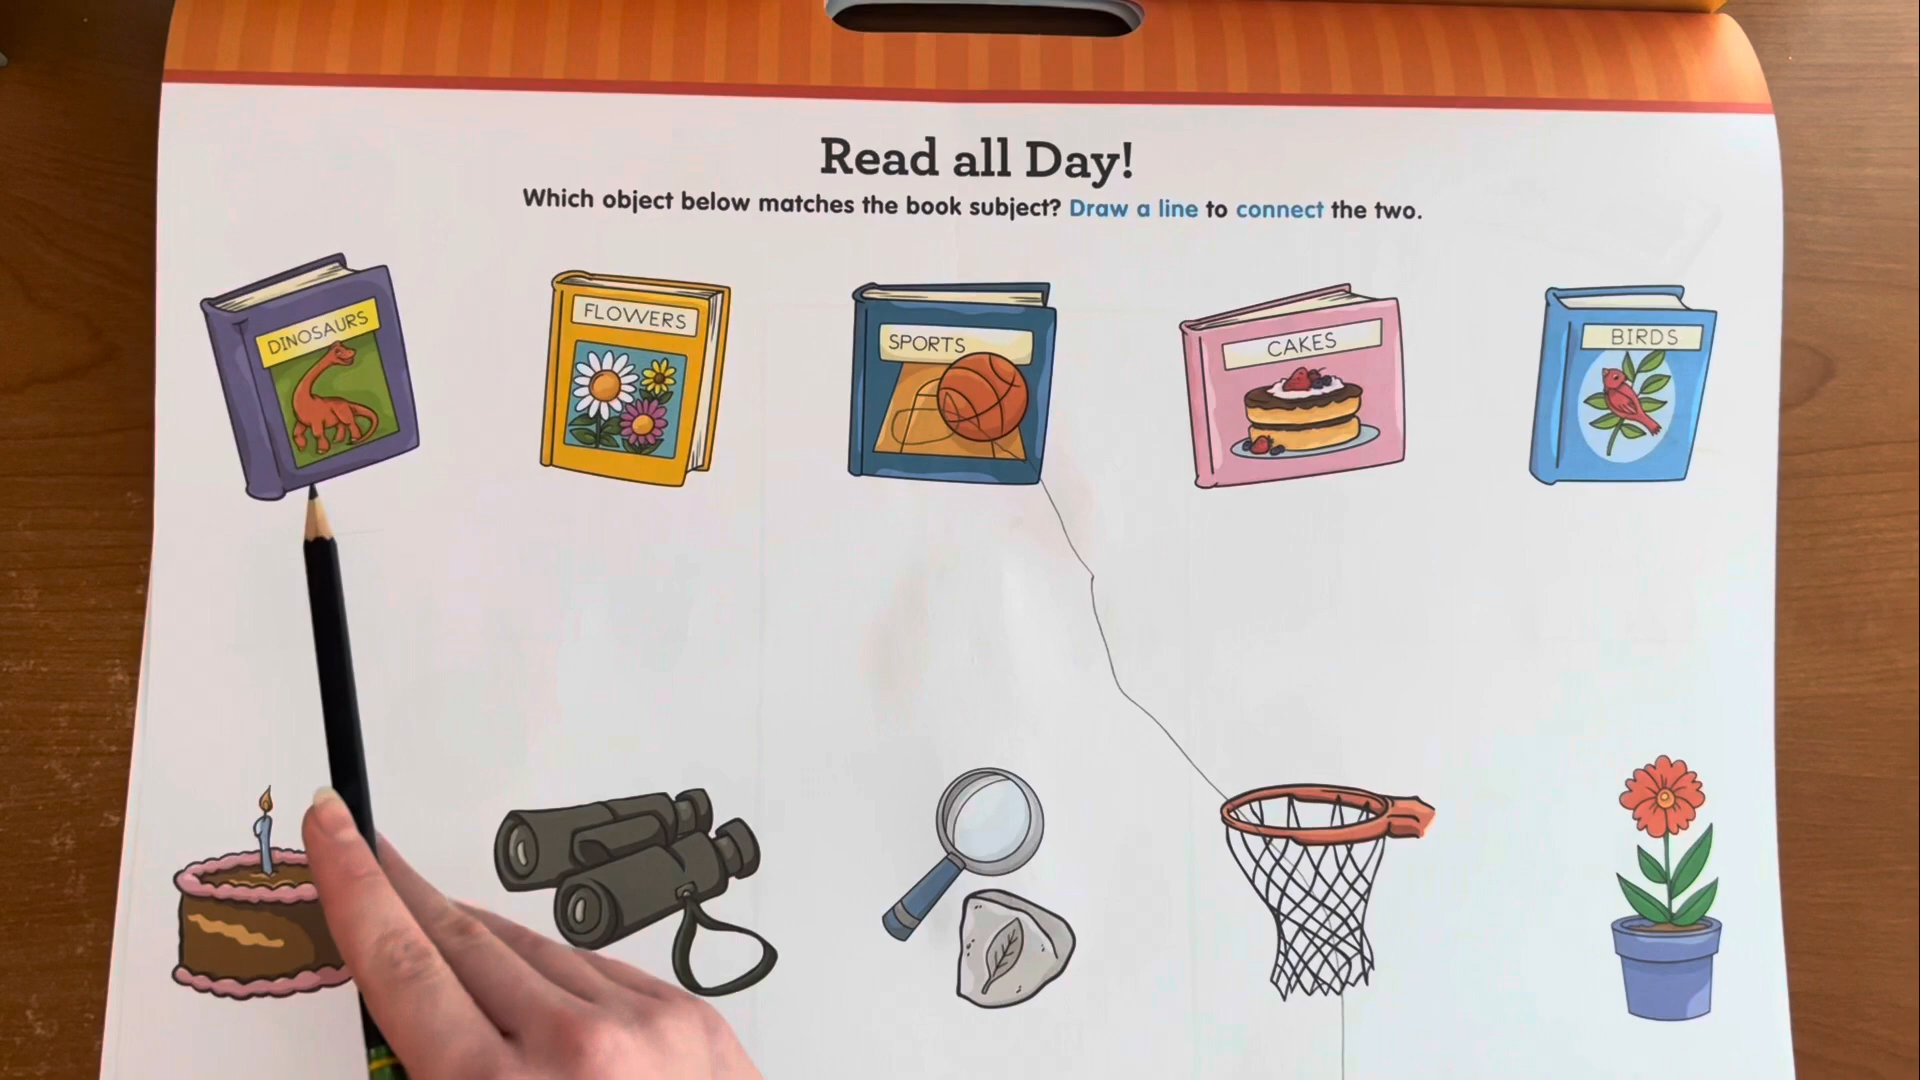 Read all Day!
Which object below matches the book subject? Draw a line to connect the two.
DINOSAURS
FLOWERS
SPORTS
CAKES
BIRDS